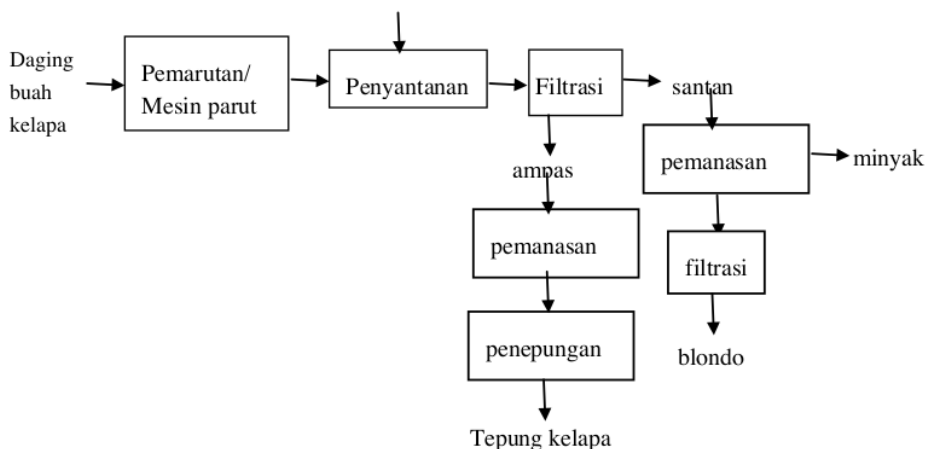 Daging
buah
kelapa
Pemarutan/
Mesin parut
Penyantanan
Filtrasi
santan
ampas
pemanasan
minyak
pemanasan
filtrasi
penepungan
blondo
Tepung kelapa